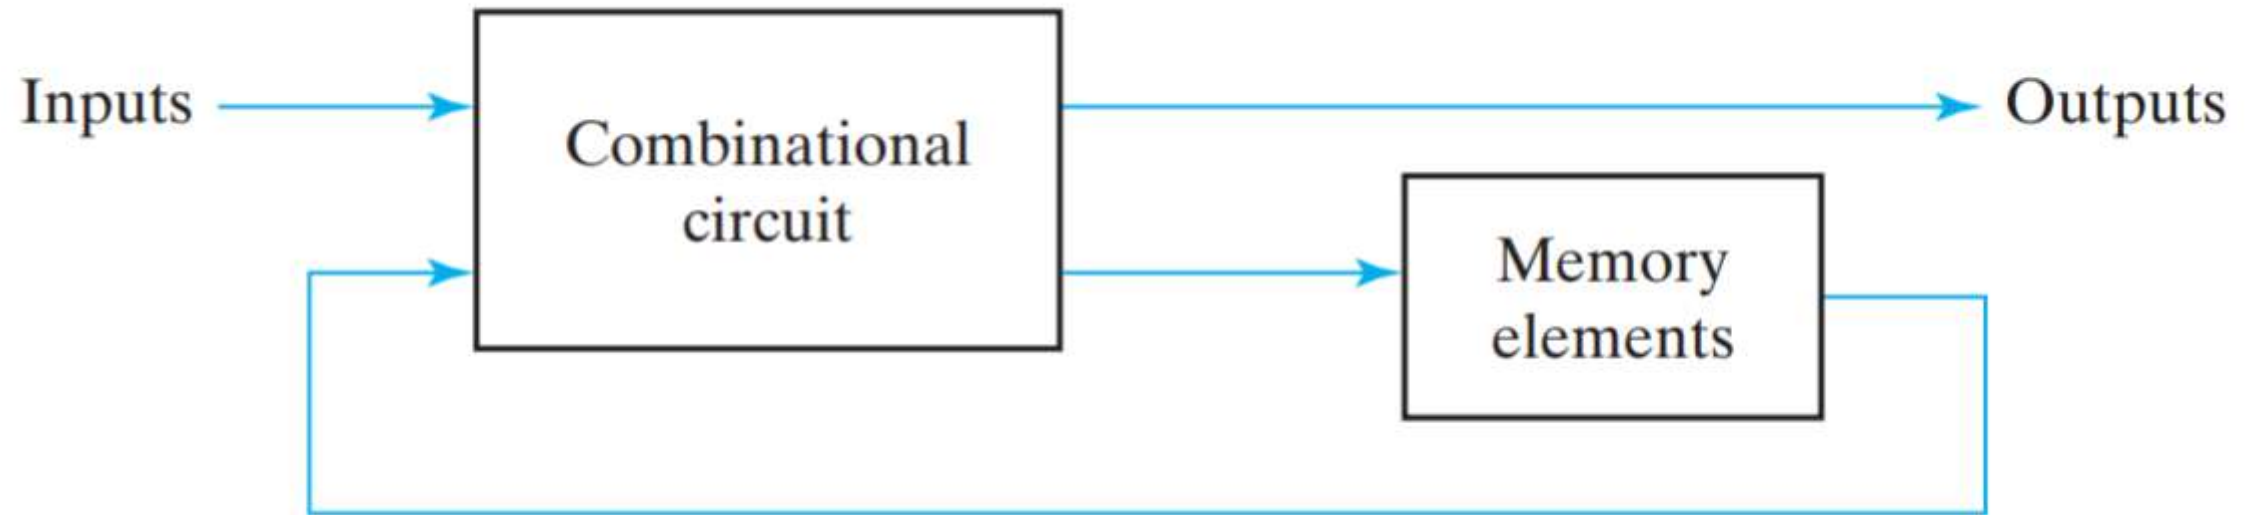 Inputs
Combinational
circuit
Outputs
Memory
elements